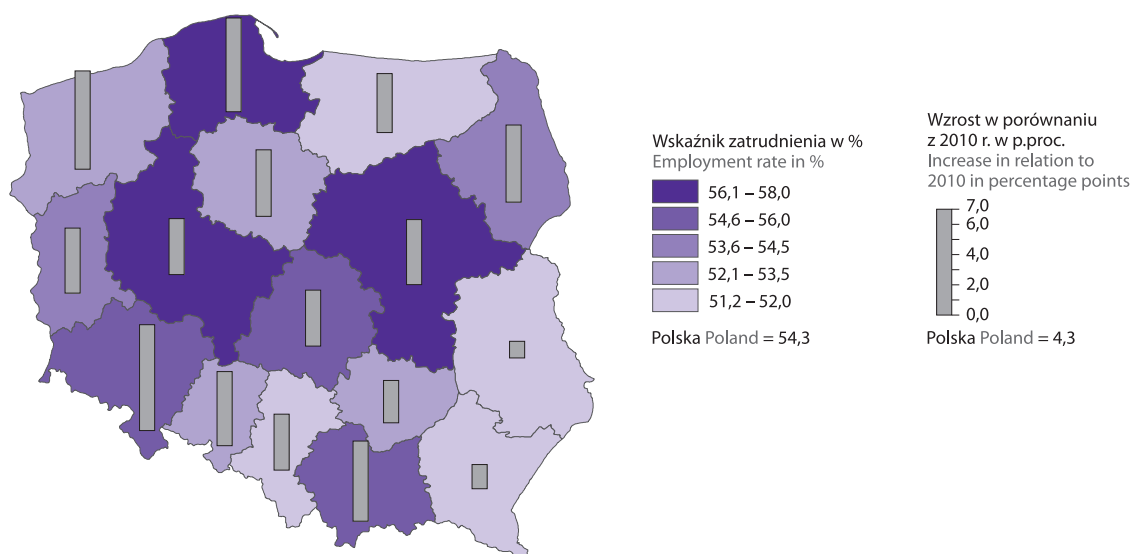 Wskaźnik zatrudnienia w %
Employment rate in %
56,1 – 58,0
54,6 – 56,0
53,6 – 54,5
52,1 – 53,5
51,2 – 52,0
Polska Poland = 54,3
Wzrost w porównaniu
z 2010 r. w p.proc.
Increase in relation to
2010 in percentage points
7,0
6,0
4,0
2,0
0,0
Polska Poland = 4,3